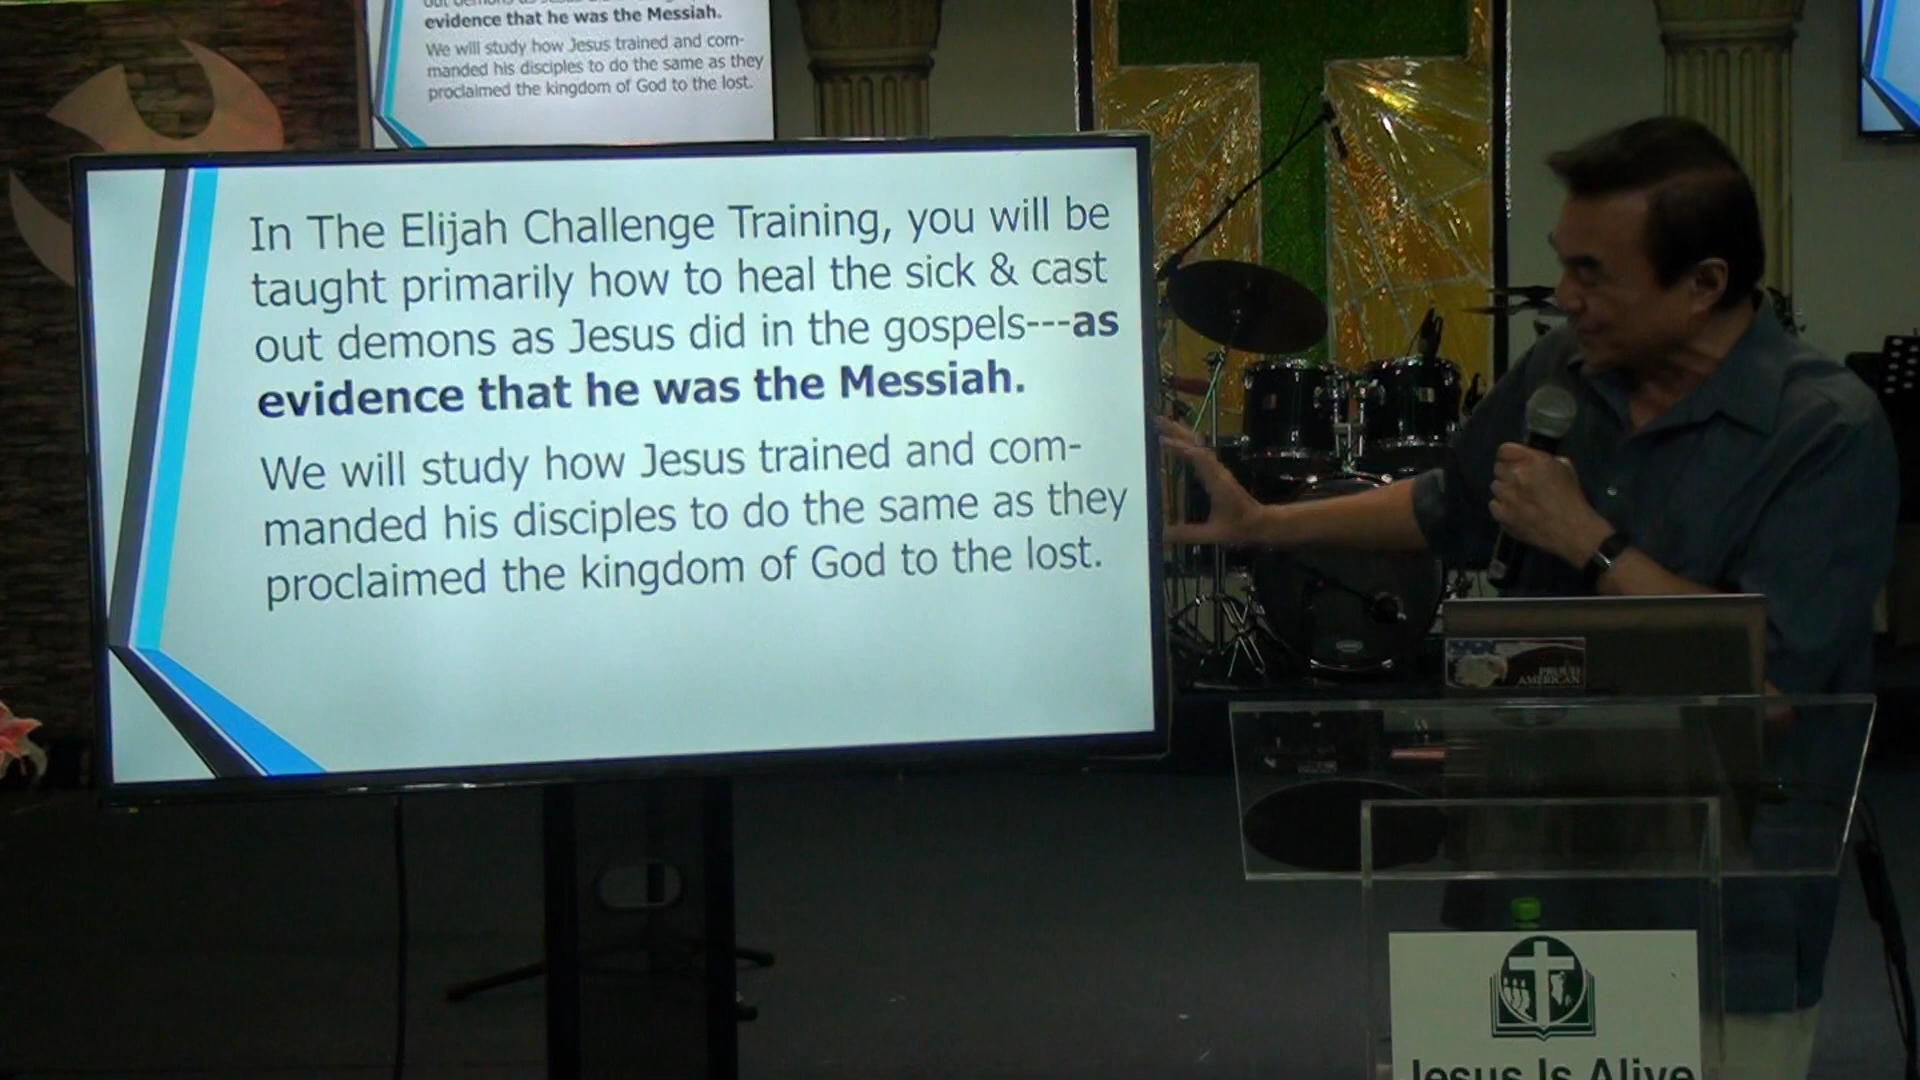 evidence that he was the Messiah.
We will study how Jesus trained and com-
manded his disciples to do the same as they
proclaimed the kingdom of God to the lost.
In The Elijah Challenge Training, you will be
taught primarily how to heal the sick & cast
out demons as Jesus did in the gospels---as
evidence that he was the Messiah.
We will study how Jesus trained and com-
manded his disciples to do the same as they
proclaimed the kingdom of God to the lost.
PROUD
AMERICAN
Jesus Is Alive